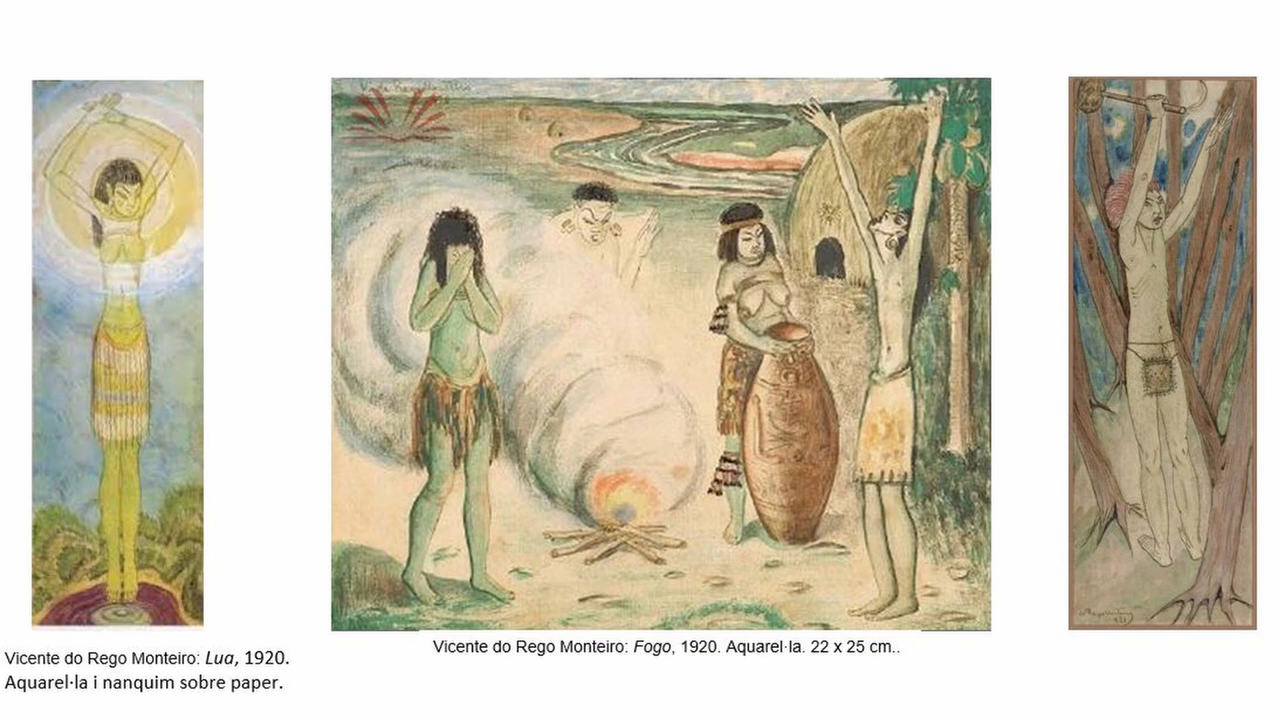 Vicente do Rego Monteiro: Lua, 1920.
Aquarel·la i nanquim sobre paper.
Vicente do Rego Monteiro: Fogo, 1920. Aquarel·la. 22 x 25 cm..